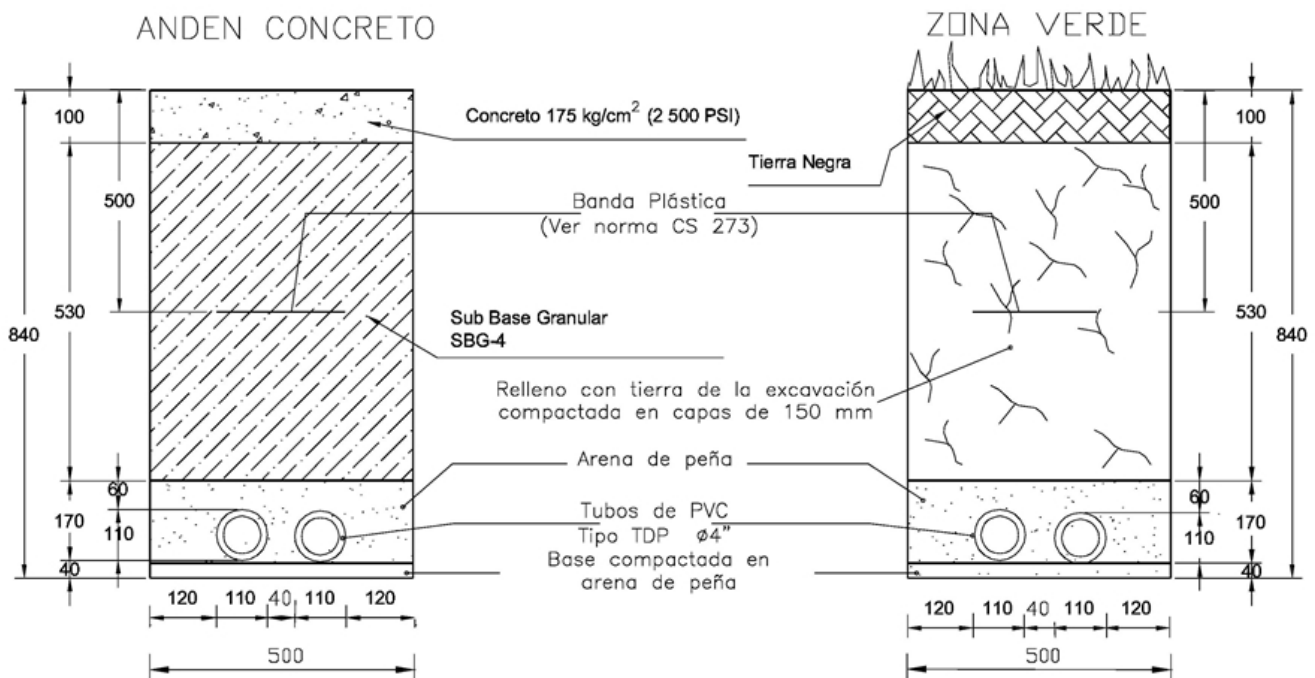 ANDEN CONCRETO
ZONA VERDE
100
500
530
840
60
170
110
40
120 110 40 110 120
500
Concreto 175 kg/cm² (2 500 PSI)
Tierra Negra
Banda Plástica
(Ver norma CS 273)
Sub Base Granular
SBG-4
Relleno con tierra de la excavación
compactada en capas de 150 mm
Arena de peña
Tubos de PVC
Tipo TDP ø4"
Base compactada en
arena de peña
100
500
530
840
60
170
110
40
120 110 40 110 120
500